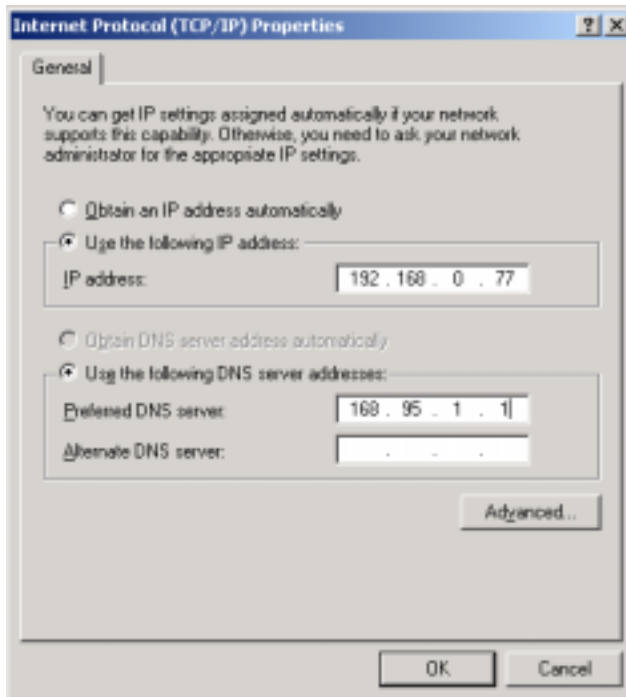 Internet Protocol (TCP/IP) Properties
General
You can get IP settings assigned automatically if your network
supports this capability. Otherwise, you need to ask your network
administrator for the appropriate IP settings.
Obtain an IP address automatically
Use the following IP address:
IP address: 192 . 168 . 0 . 77
Obtain DNS server address automatically
Use the following DNS server addresses:
Preferred DNS server: 168 . 95 . 1 . 1
Alternate DNS server: . . .
Advanced...
OK Cancel